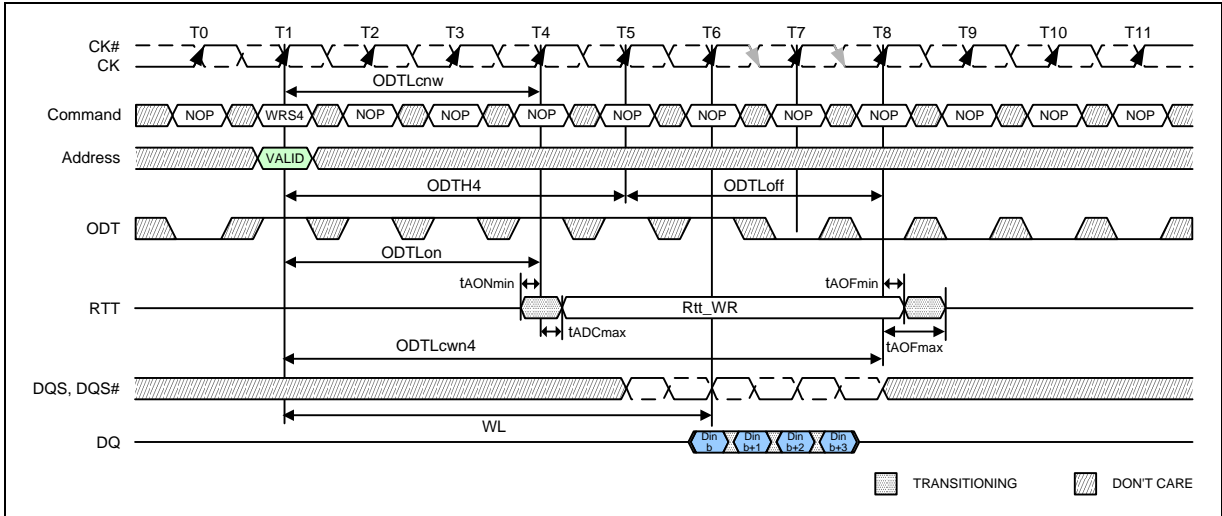 T0 T1 T2 T3 T4 T5 T6 T7 T8 T9 T10 T11
CK#
CK
ODTLcnw
Command NOP WRS4 NOP NOP NOP NOP NOP NOP NOP NOP NOP NOP
Address VALID
ODTH4 ODTLoff
ODT
ODTLon
tAONmin tAOFmin
RTT Rtt_WR
tADCmax tAOFmax
ODTLcwn4
DQS, DQS#
WL
DQ Din b Din b+1 Din b+2 Din b+3
TRANSITIONING DON'T CARE